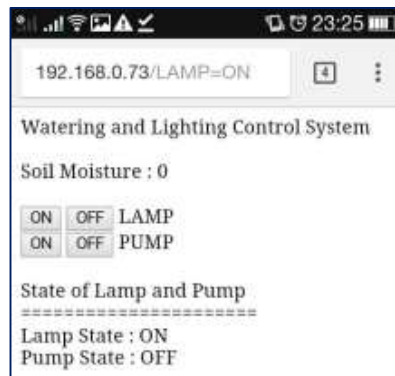 23:25
192.168.0.73/LAMP=ON
4
Watering and Lighting Control System
Soil Moisture : 0
ON OFF LAMP
ON OFF PUMP
State of Lamp and Pump
======================
Lamp State : ON
Pump State : OFF